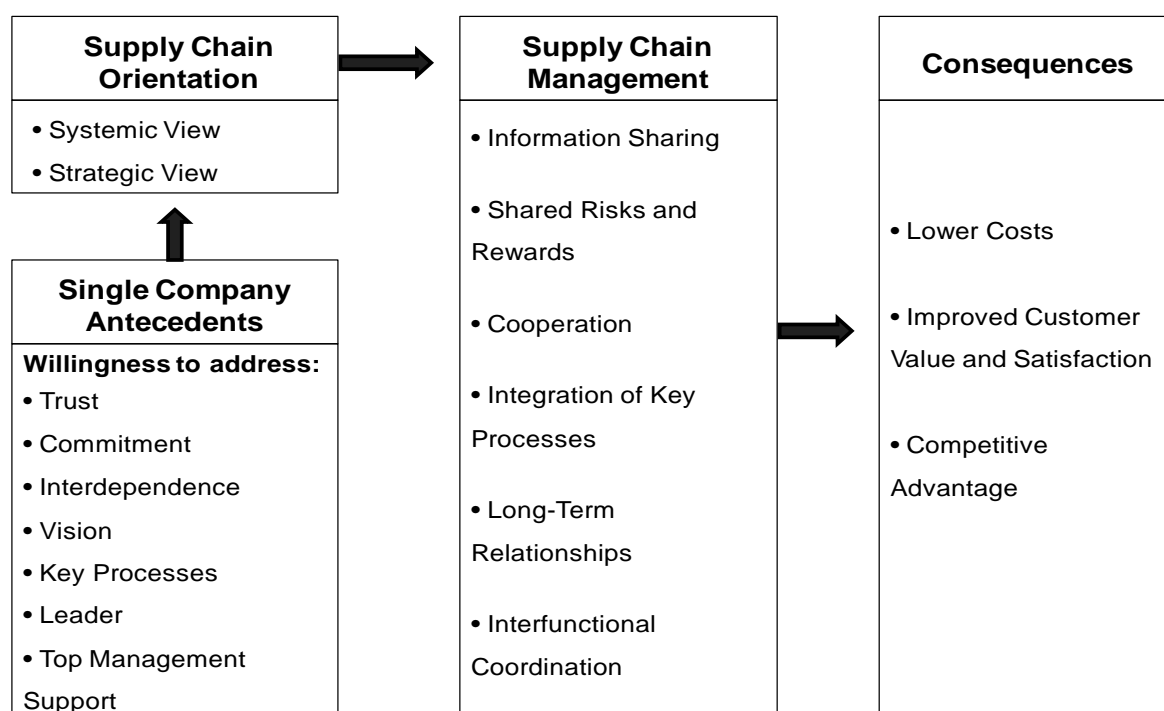 Supply Chain
Orientation
• Systemic View
• Strategic View
Single Company
Antecedents
Willingness to address:
• Trust
• Commitment
• Interdependence
• Vision
• Key Processes
• Leader
• Top Management
Support
Supply Chain
Management
• Information Sharing
• Shared Risks and
Rewards
• Cooperation
• Integration of Key
Processes
• Long-Term
Relationships
• Interfunctional
Coordination
Consequences
• Lower Costs
• Improved Customer
Value and Satisfaction
• Competitive
Advantage